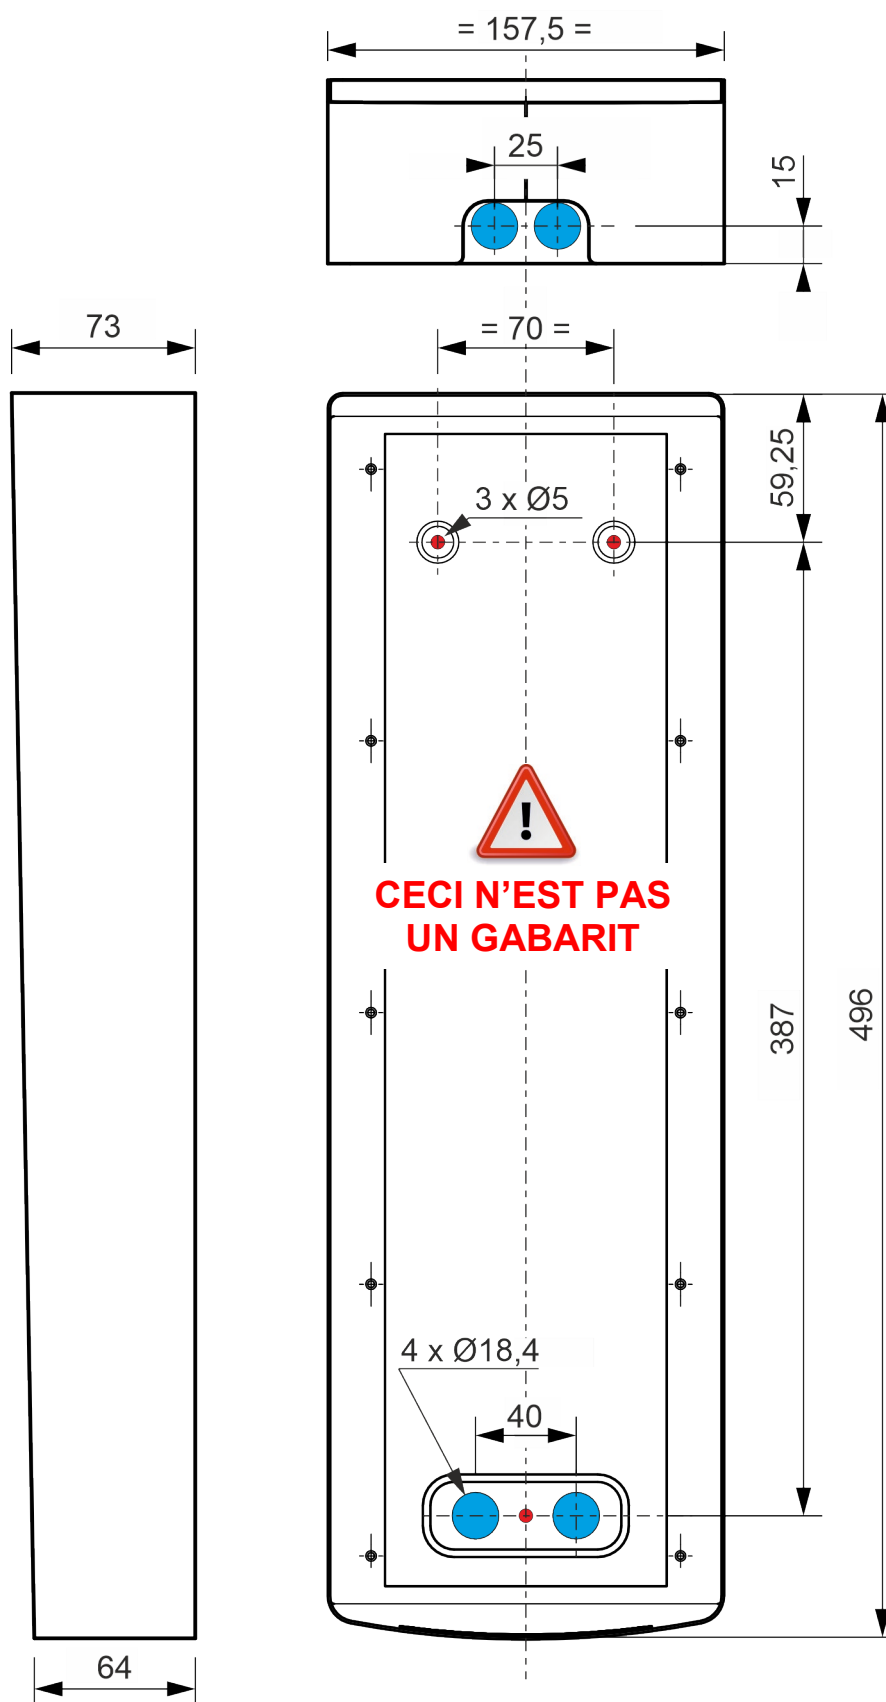 = 157,5 =
25
15
73
= 70 =
59,25
3 x Ø5
!
CECI N’EST PAS
UN GABARIT
387
496
4 x Ø18,4
40
64